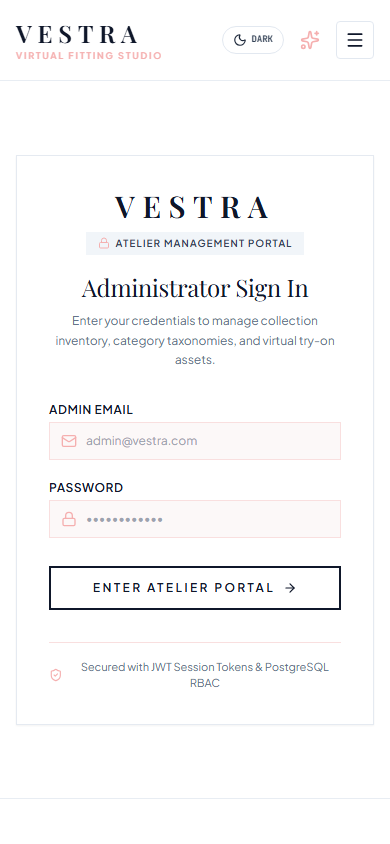 VESTRA
VIRTUAL FITTING STUDIO
DARK
VESTRA
ATELIER MANAGEMENT PORTAL
Administrator Sign In
Enter your credentials to manage collection
inventory, category taxonomies, and virtual try-on
assets.
ADMIN EMAIL
admin@vestra.com
PASSWORD
••••••••••••
ENTER ATELIER PORTAL →
Secured with JWT Session Tokens & PostgreSQL
RBAC